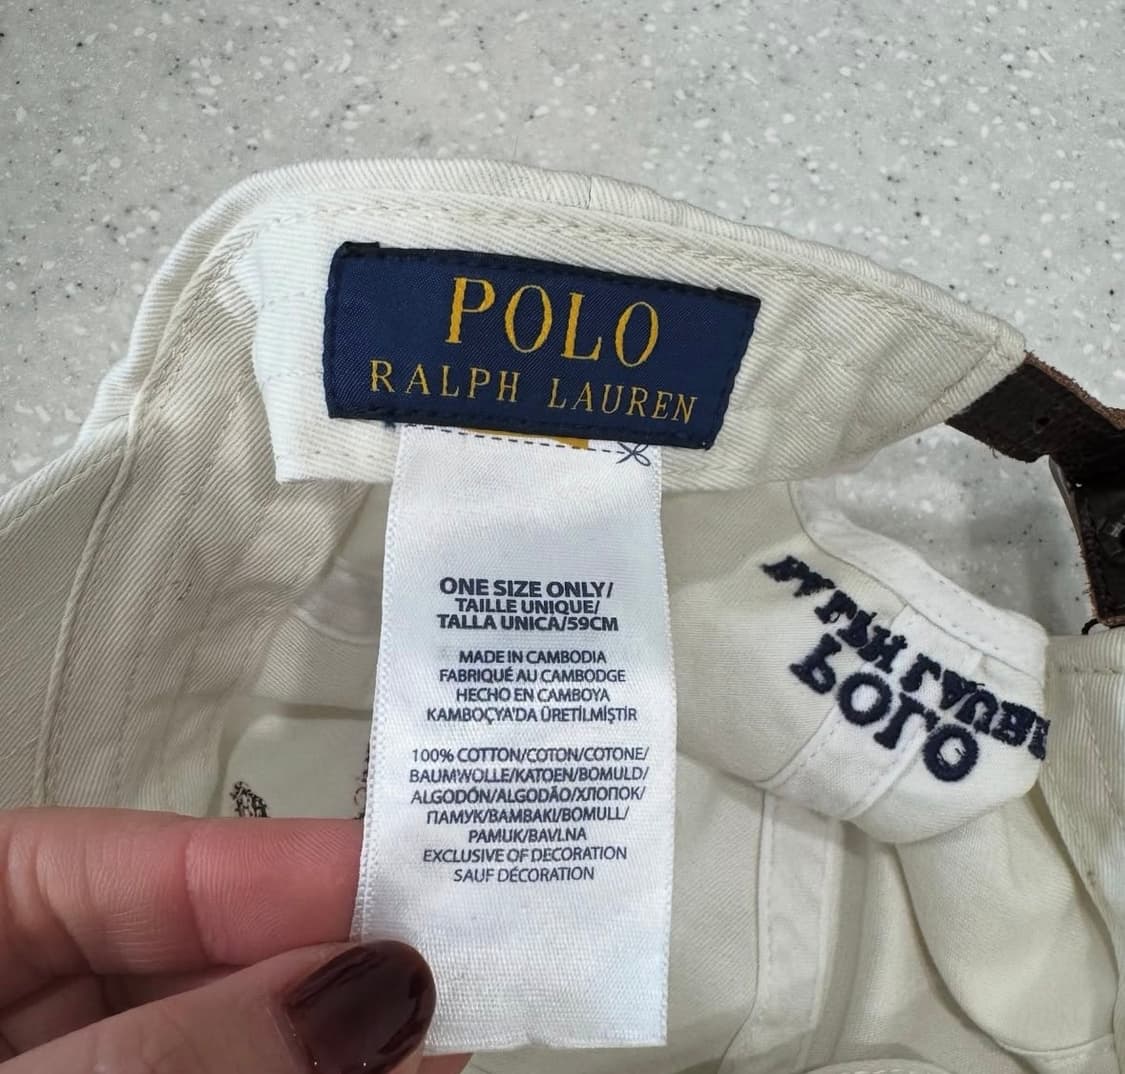 POLO
RALPH LAUREN
ONE SIZE ONLY/
TAILLE UNIQUE/
TALLA UNICA/59CM
MADE IN CAMBODIA
FABRIQUÉ AU CAMBODGE
HECHO EN CAMBOYA
KAMBOÇYA'DA ÜRETİLMİŞTİR
100% COTTON/COTON/COTONE/
BAUMWOLLE/KATOEN/BOMULD/
ALGODÓN/ALGODÃO/ХЛОПОК/
ПАМУК/BAMBAKI/BOMULL/
PAMUK/BAVLNA
EXCLUSIVE OF DECORATION
SAUF DÉCORATION
POLO
RALPH LAUREN